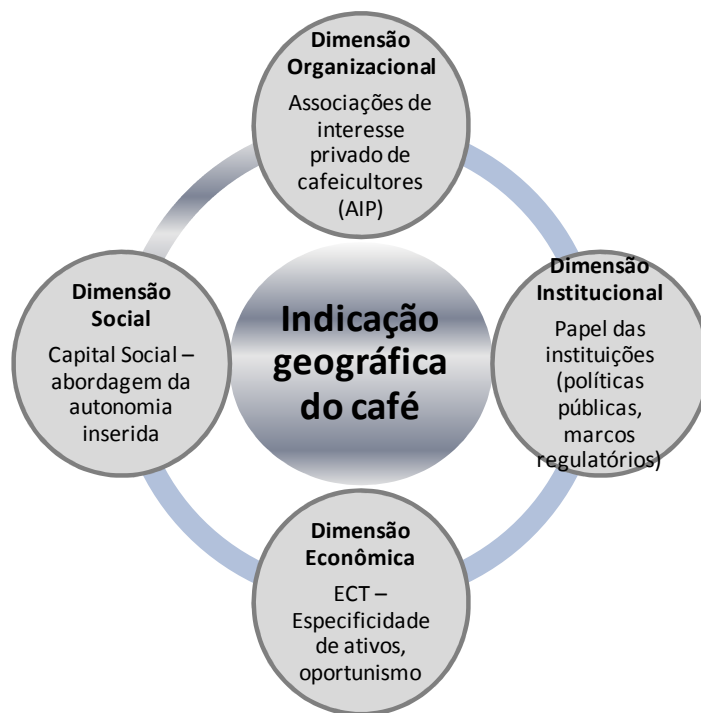 Dimensão
Organizacional
Associações de
interesse
privado de
cafeicultores
(AIP)
Dimensão
Social
Capital Social –
abordagem da
autonomia
inserida
Indicação
geográfica
do café
Dimensão
Institucional
Papel das
instituições
(políticas
públicas,
marcos
regulatórios)
Dimensão
Econômica
ECT –
Especificidade
de ativos,
oportunismo